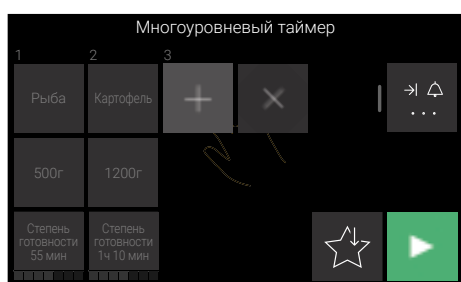 Многоуровневый таймер
1 2 3
Рыба Картофель
500г 1200г
Степень Степень
готовности готовности
55 мин 1ч 10 мин